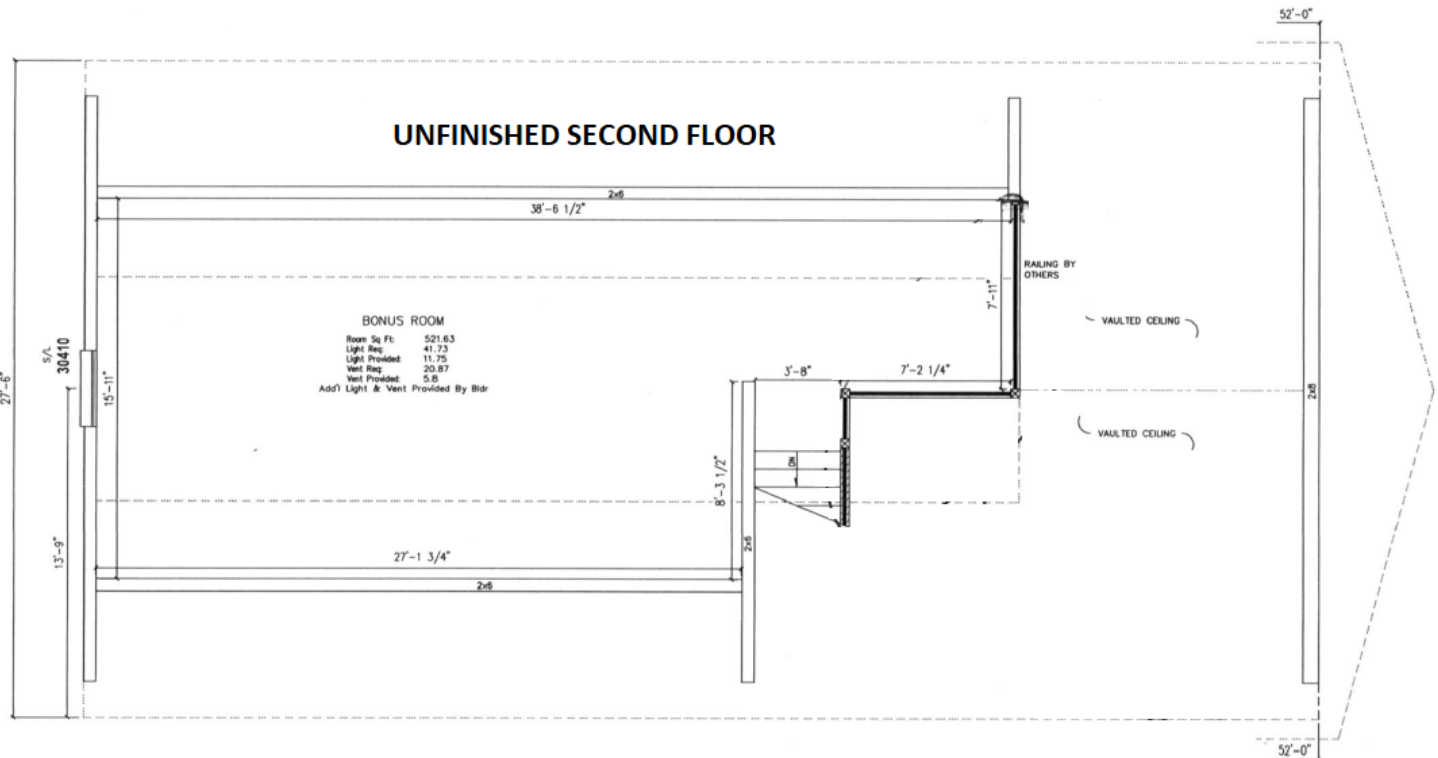 52'-0"
UNFINISHED SECOND FLOOR
2x6
38'-6 1/2"
RAILING BY
OTHERS
7'-11"
BONUS ROOM
Room Sq Ft: 521.63
Light Req: 41.73
Light Provided: 11.75
Vent Req: 20.87
Vent Provided: 5.8
Add'l Light & Vent Provided By Bldr
VAULTED CEILING
S/L
30410
27'-6"
15'-11"
3'-8"
7'-2 1/4"
2x8
VAULTED CEILING
DN
8'-3 1/2"
13'-9"
27'-1 3/4"
2x6
2x6
52'-0"